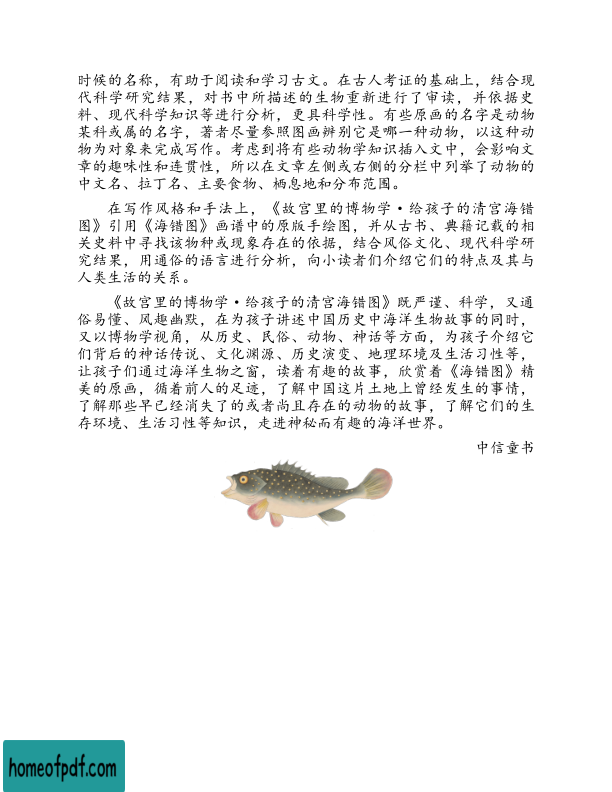 时候的名称，有助于阅读和学习古文。在古人考证的基础上，结合现
代科学研究结果，对书中所描述的生物重新进行了审读，并依据史
料、现代科学知识等进行分析，更具科学性。有些原画的名字是动物
某科或属的名字，著者尽量参照图画辨别它是哪一种动物，以这种动
物为对象来完成写作。考虑到将有些动物学知识插入文中，会影响文
章的趣味性和连贯性，所以在文章左侧或右侧的分栏中列举了动物的
中文名、拉丁名、主要食物、栖息地和分布范围。
在写作风格和手法上，《故宫里的博物学·给孩子的清宫海错
图》引用《海错图》画谱中的原版手绘图，并从古书、典籍记载的相
关史料中寻找该物种或现象存在的依据，结合风俗文化、现代科学研
究结果，用通俗的语言进行分析，向小读者们介绍它们的特点及其与
人类生活的关系。
《故宫里的博物学·给孩子的清宫海错图》既严谨、科学，又通
俗易懂、风趣幽默，在为孩子讲述中国历史中海洋生物故事的同时，
又以博物学视角，从历史、民俗、动物、神话等方面，为孩子介绍它
们背后的神话传说、文化渊源、历史演变、地理环境及生活习性等，
让孩子们通过海洋生物之窗，读着有趣的故事，欣赏着《海错图》精
美的原画，循着前人的足迹，了解中国这片土地上曾经发生的事情，
了解那些早已经消失了的或者尚且存在的动物的故事，了解它们的生
存环境、生活习性等知识，走进神秘而有趣的海洋世界。
中信童书
homeofpdf.com